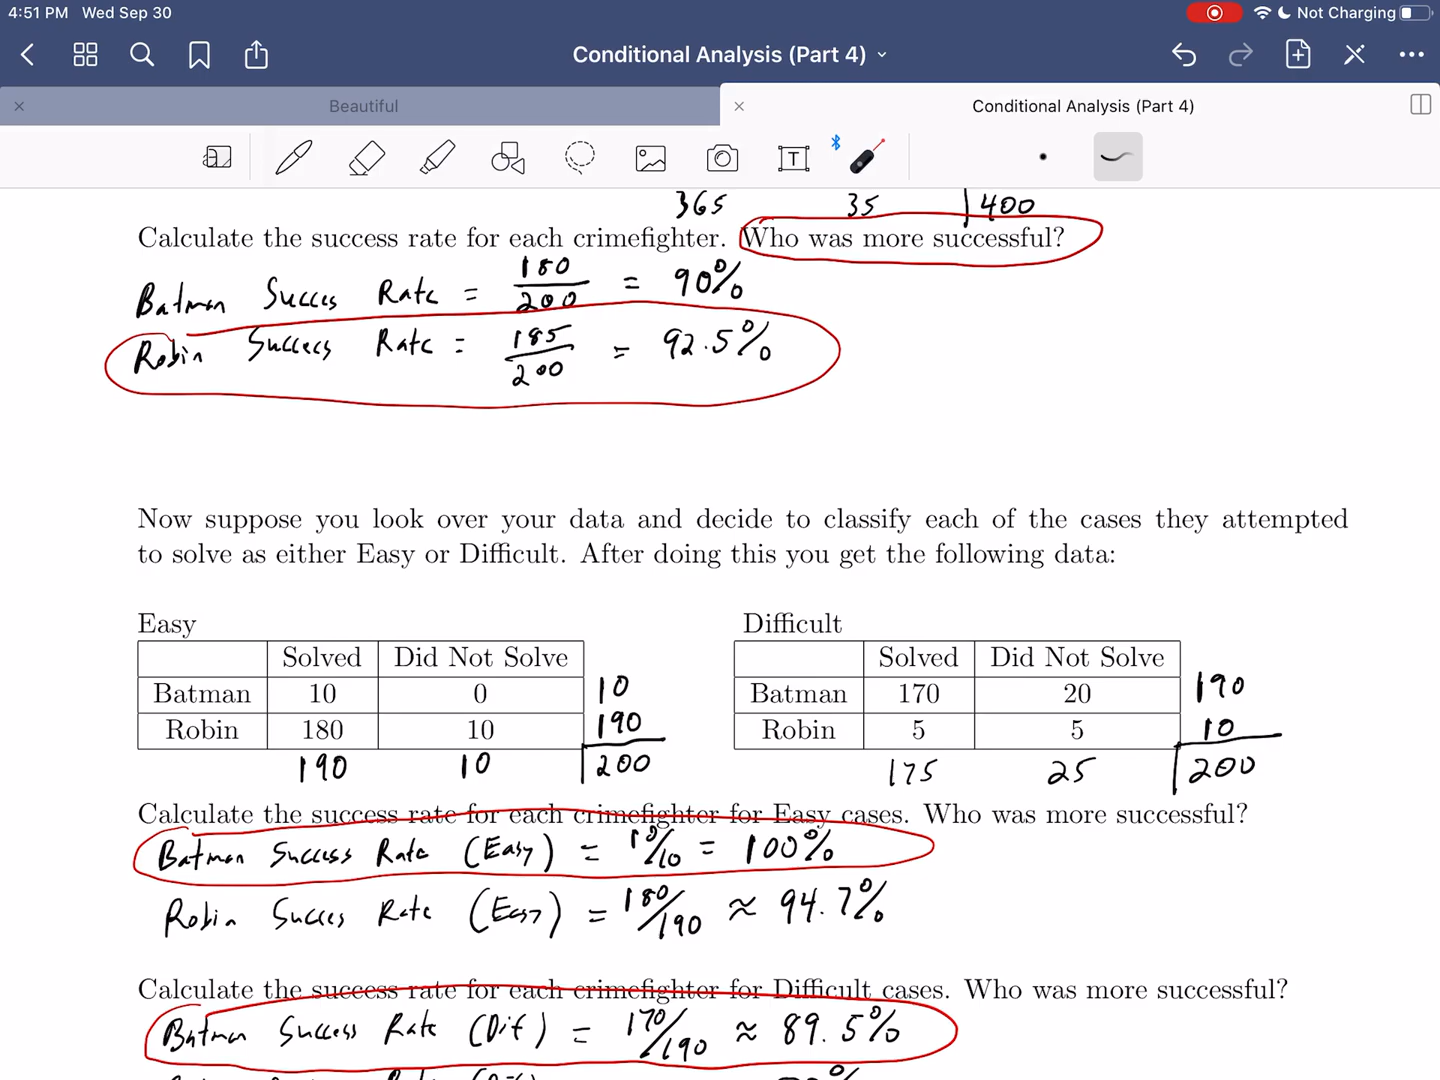 4:51 PM Wed Sep 30
Not Charging
Conditional Analysis (Part 4)
Beautiful
Conditional Analysis (Part 4)
T
365 35 400
Calculate the success rate for each crimefighter. Who was more successful?
Batman Succes Rate = 180/200 = 90%
Robin Success Rate = 185/200 = 92.5%
Now suppose you look over your data and decide to classify each of the cases they attempted
to solve as either Easy or Difficult. After doing this you get the following data:
Easy
Solved Did Not Solve
Batman 10 0 10
Robin 180 10 190
190 10 200
Difficult
Solved Did Not Solve
Batman 170 20 190
Robin 5 5 10
175 25 200
Calculate the success rate for each crimefighter for Easy cases. Who was more successful?
Batman Success Rate (Easy) = 10/10 = 100%
Robin Succes Rate (Easy) = 180/190 ≈ 94.7%
Calculate the success rate for each crimefighter for Difficult cases. Who was more successful?
Batman Success Rate (Dif) = 170/190 ≈ 89.5%